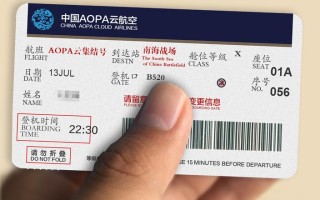 中国AOPA云航空
CHINA AOPA CLOUD AIRLINES
航班 AOPA云集结号 到达站 南海战场 舱位等级 X 座位
FLIGHT TO The South Sea of China Battlefield CLASS SEAT 01A
日期 13JUL 登机口 B520 序号
DATE GATE NO. 056
姓名
NAME
请留 变更信息
登机时间
BOARDING TIME 22:30
请勿折叠
DO NOT FOLD
15 MINUTES BEFORE DEPARTURE